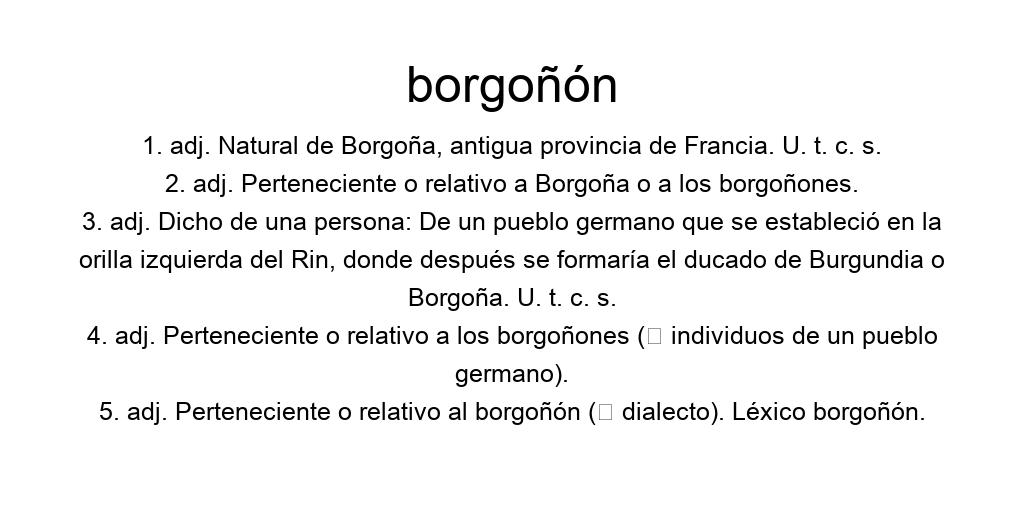 borgoñón
1. adj. Natural de Borgoña, antigua provincia de Francia. U. t. c. s.
2. adj. Perteneciente o relativo a Borgoña o a los borgoñones.
3. adj. Dicho de una persona: De un pueblo germano que se estableció en la
orilla izquierda del Rin, donde después se formaría el ducado de Burgundia o
Borgoña. U. t. c. s.
4. adj. Perteneciente o relativo a los borgoñones (□ individuos de un pueblo
germano).
5. adj. Perteneciente o relativo al borgoñón (□ dialecto). Léxico borgoñón.